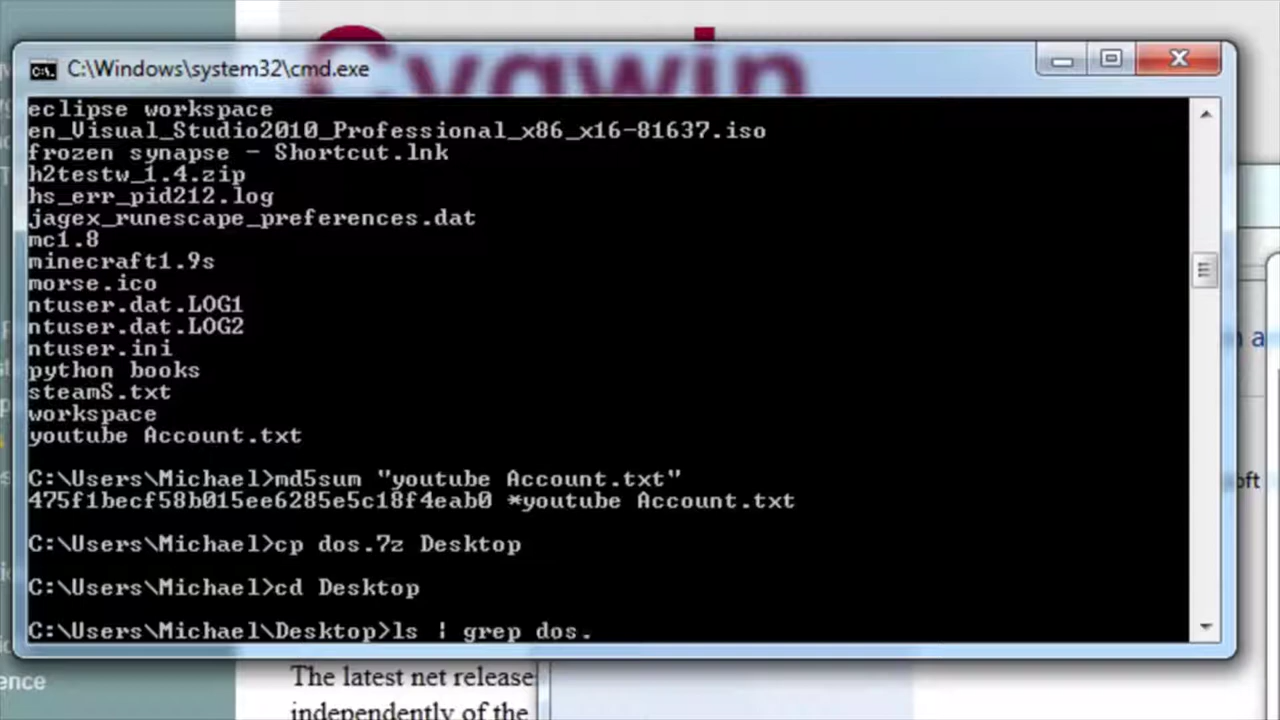 Cygwin
C:\Windows\system32\cmd.exe
eclipse workspace
en_Visual_Studio2010_Professional_x86_x16-81637.iso
frozen synapse - Shortcut.lnk
h2testw_1.4.zip
hs_err_pid212.log
jagex_runescape_preferences.dat
mc1.8
minecraft1.9s
morse.ico
ntuser.dat.LOG1
ntuser.dat.LOG2
ntuser.ini
python books
steamS.txt
workspace
youtube Account.txt
C:\Users\Michael>md5sum "youtube Account.txt"
475f1becf58b015ee6285e5c18f4eab0 *youtube Account.txt
C:\Users\Michael>cp dos.7z Desktop
C:\Users\Michael>cd Desktop
C:\Users\Michael\Desktop>ls | grep dos.
The latest net release
independently of the